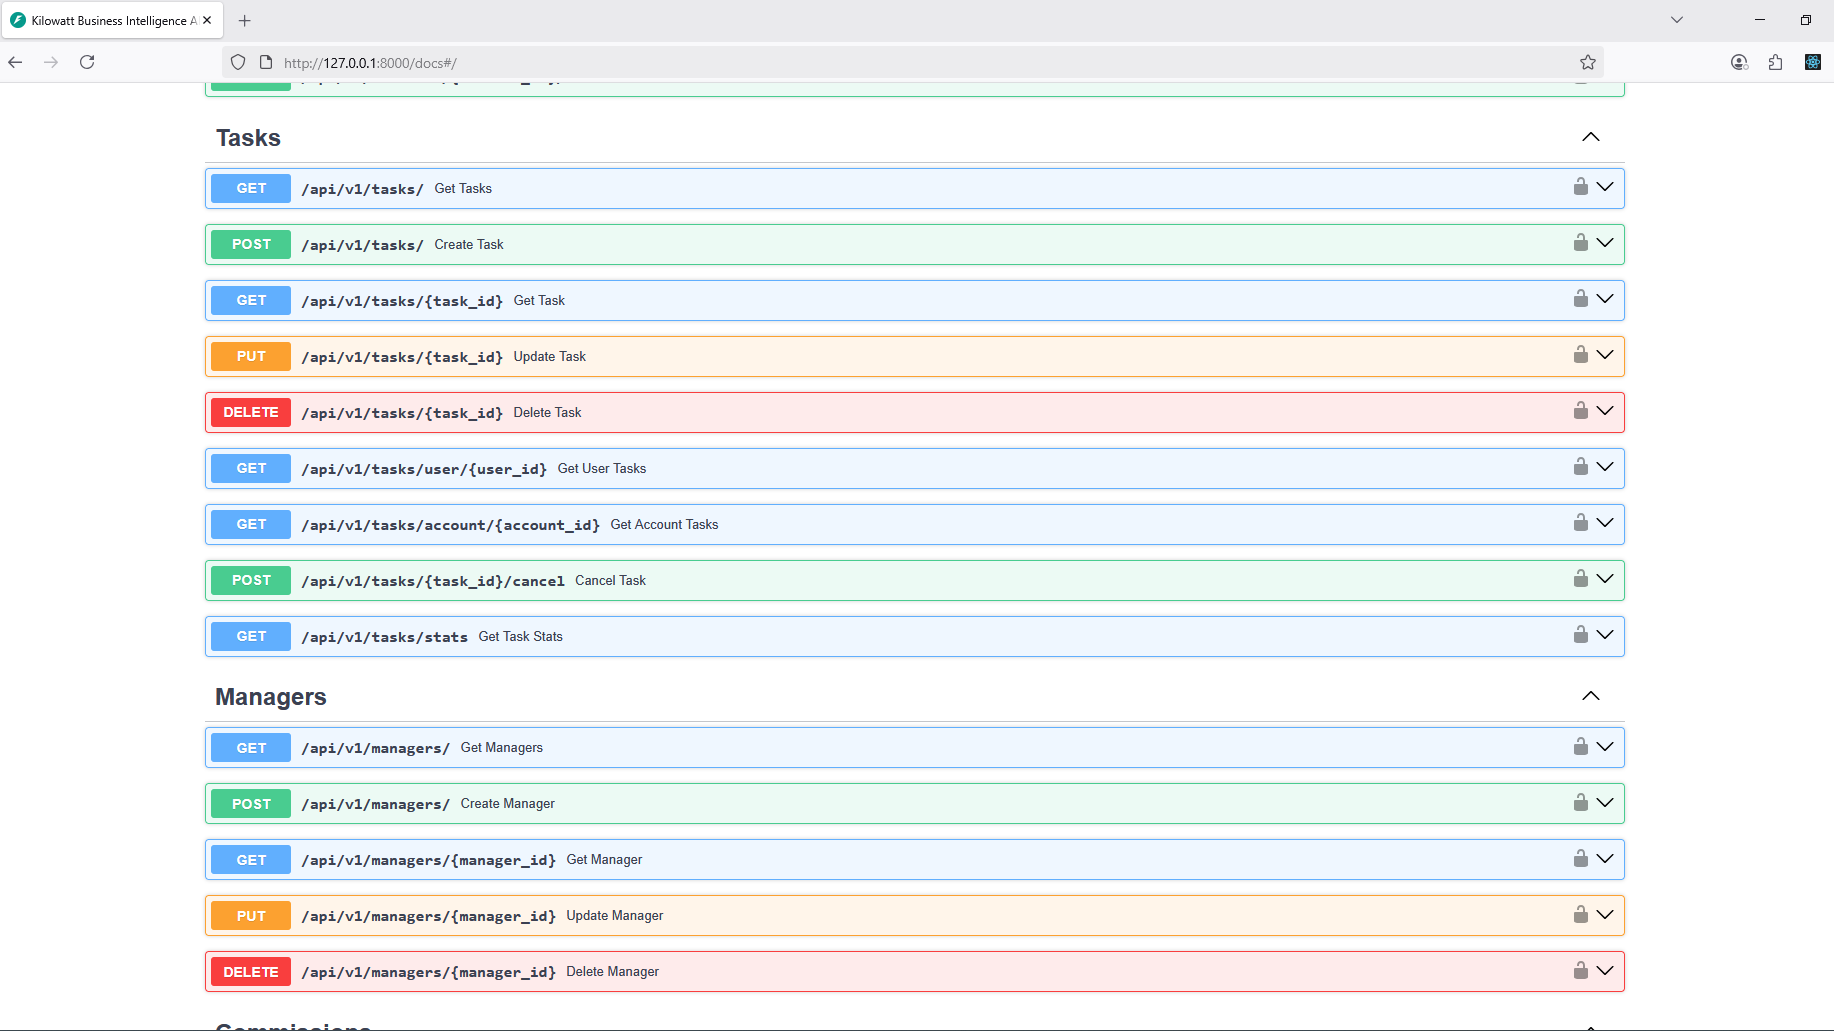 Kilowatt Business Intelligence A
http://127.0.0.1:8000/docs#/
Tasks
GET /api/v1/tasks/ Get Tasks
POST /api/v1/tasks/ Create Task
GET /api/v1/tasks/{task_id} Get Task
PUT /api/v1/tasks/{task_id} Update Task
DELETE /api/v1/tasks/{task_id} Delete Task
GET /api/v1/tasks/user/{user_id} Get User Tasks
GET /api/v1/tasks/account/{account_id} Get Account Tasks
POST /api/v1/tasks/{task_id}/cancel Cancel Task
GET /api/v1/tasks/stats Get Task Stats
Managers
GET /api/v1/managers/ Get Managers
POST /api/v1/managers/ Create Manager
GET /api/v1/managers/{manager_id} Get Manager
PUT /api/v1/managers/{manager_id} Update Manager
DELETE /api/v1/managers/{manager_id} Delete Manager
Commissions